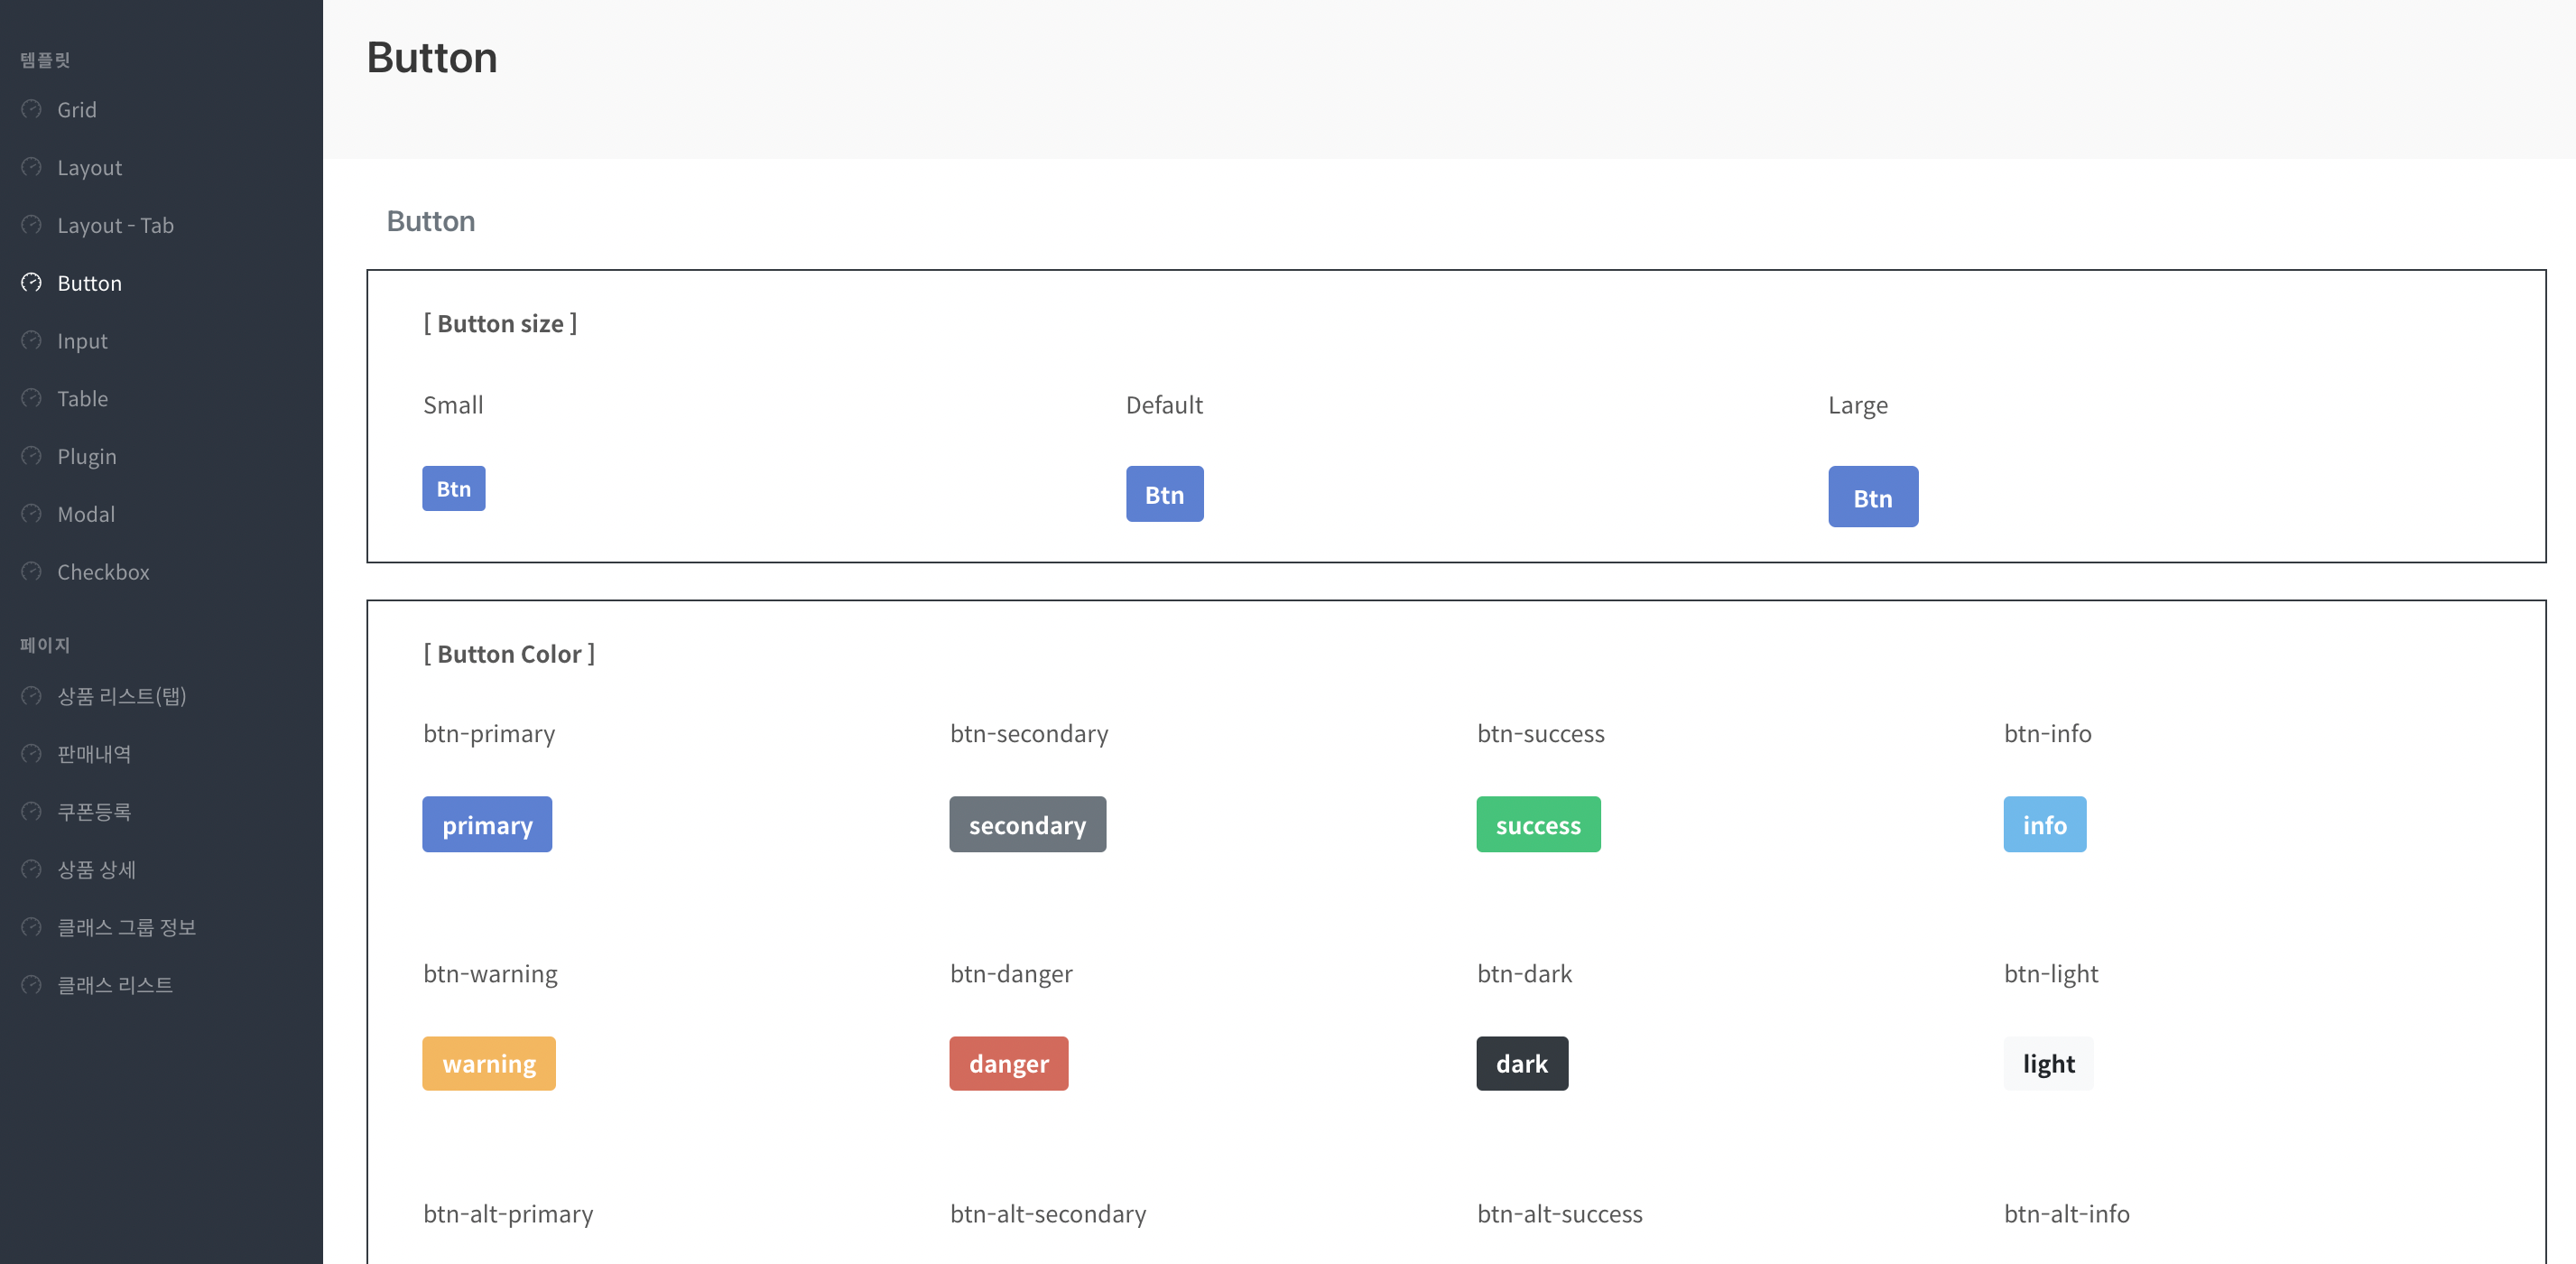 템플릿
Grid
Layout
Layout - Tab
Button
Input
Table
Plugin
Modal
Checkbox
페이지
상품 리스트(탭)
판매내역
쿠폰등록
상품 상세
클래스 그룹 정보
클래스 리스트
Button
Button
[ Button size ]
Small Default Large
Btn Btn Btn
[ Button Color ]
btn-primary btn-secondary btn-success btn-info
primary secondary success info
btn-warning btn-danger btn-dark btn-light
warning danger dark light
btn-alt-primary btn-alt-secondary btn-alt-success btn-alt-info